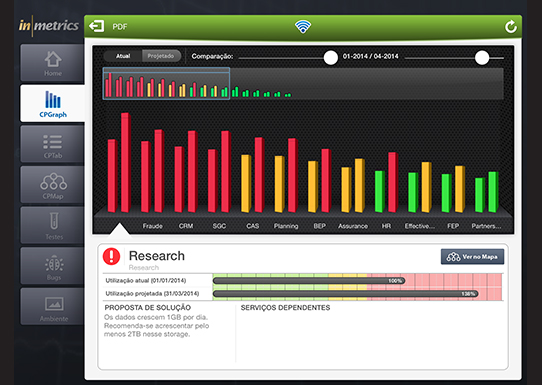 in|metrics
PDF
Home
CPGraph
CPTab
CPMap
Testes
Bugs
Ambiente
Atual Projetado Comparação: 01-2014 / 04-2014
Fraude CRM SGC CAS Planning BEP Assurance HR Effective... FEP Partners...
Research
Research
Ver no Mapa
Utilização atual (01/01/2014) 100%
Utilização projetada (31/03/2014) 138%
PROPOSTA DE SOLUÇÃO
Os dados crescem 1GB por dia.
Recomenda-se acrescentar pelo
menos 2TB nesse storage.
SERVIÇOS DEPENDENTES